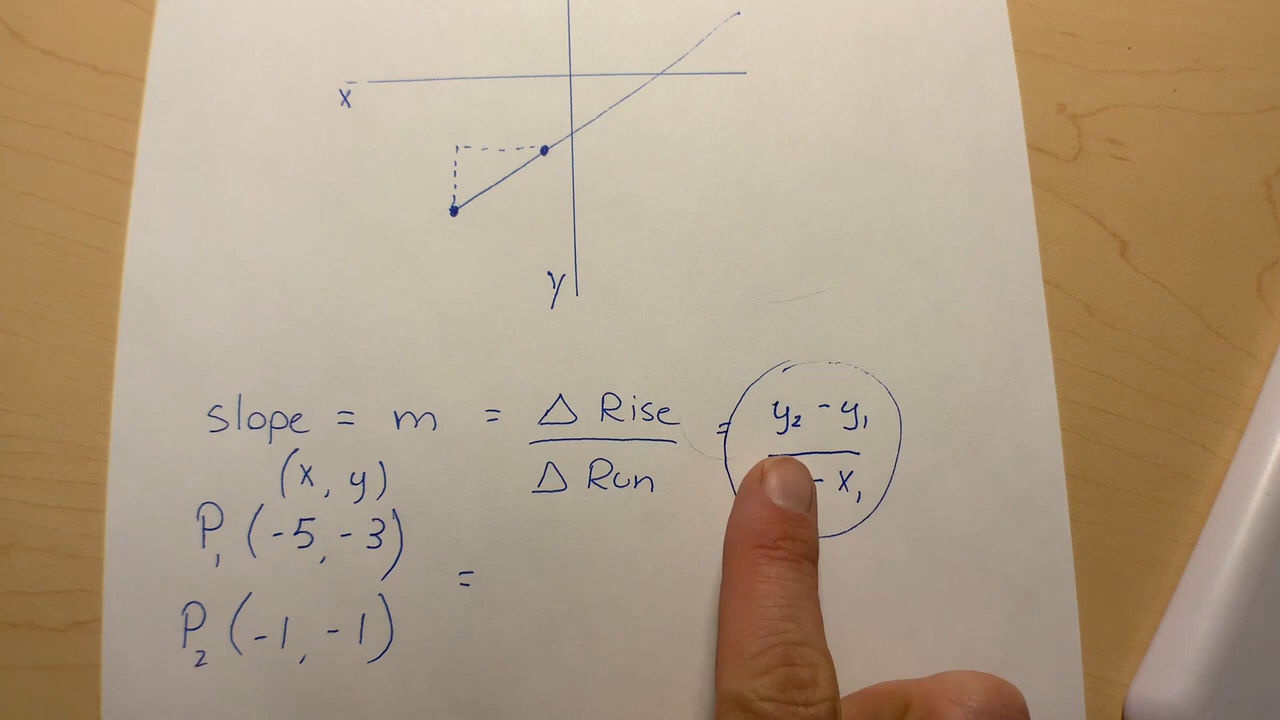 x
y
slope = m = Δ Rise / Δ Run = y₂ - y₁ / - x₁
(x, y)
P₁ (-5, -3)
=
P₂ (-1, -1)